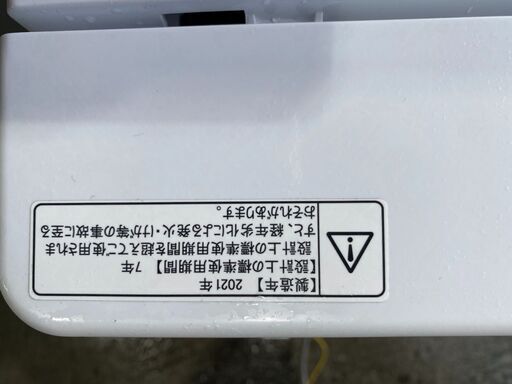 【製造年】 2021年
【設計上の標準使用期間】 7年
設計上の標準使用期間を超えてご使用されま
すと、経年劣化による発火・けが等の事故に至る
おそれがあります。